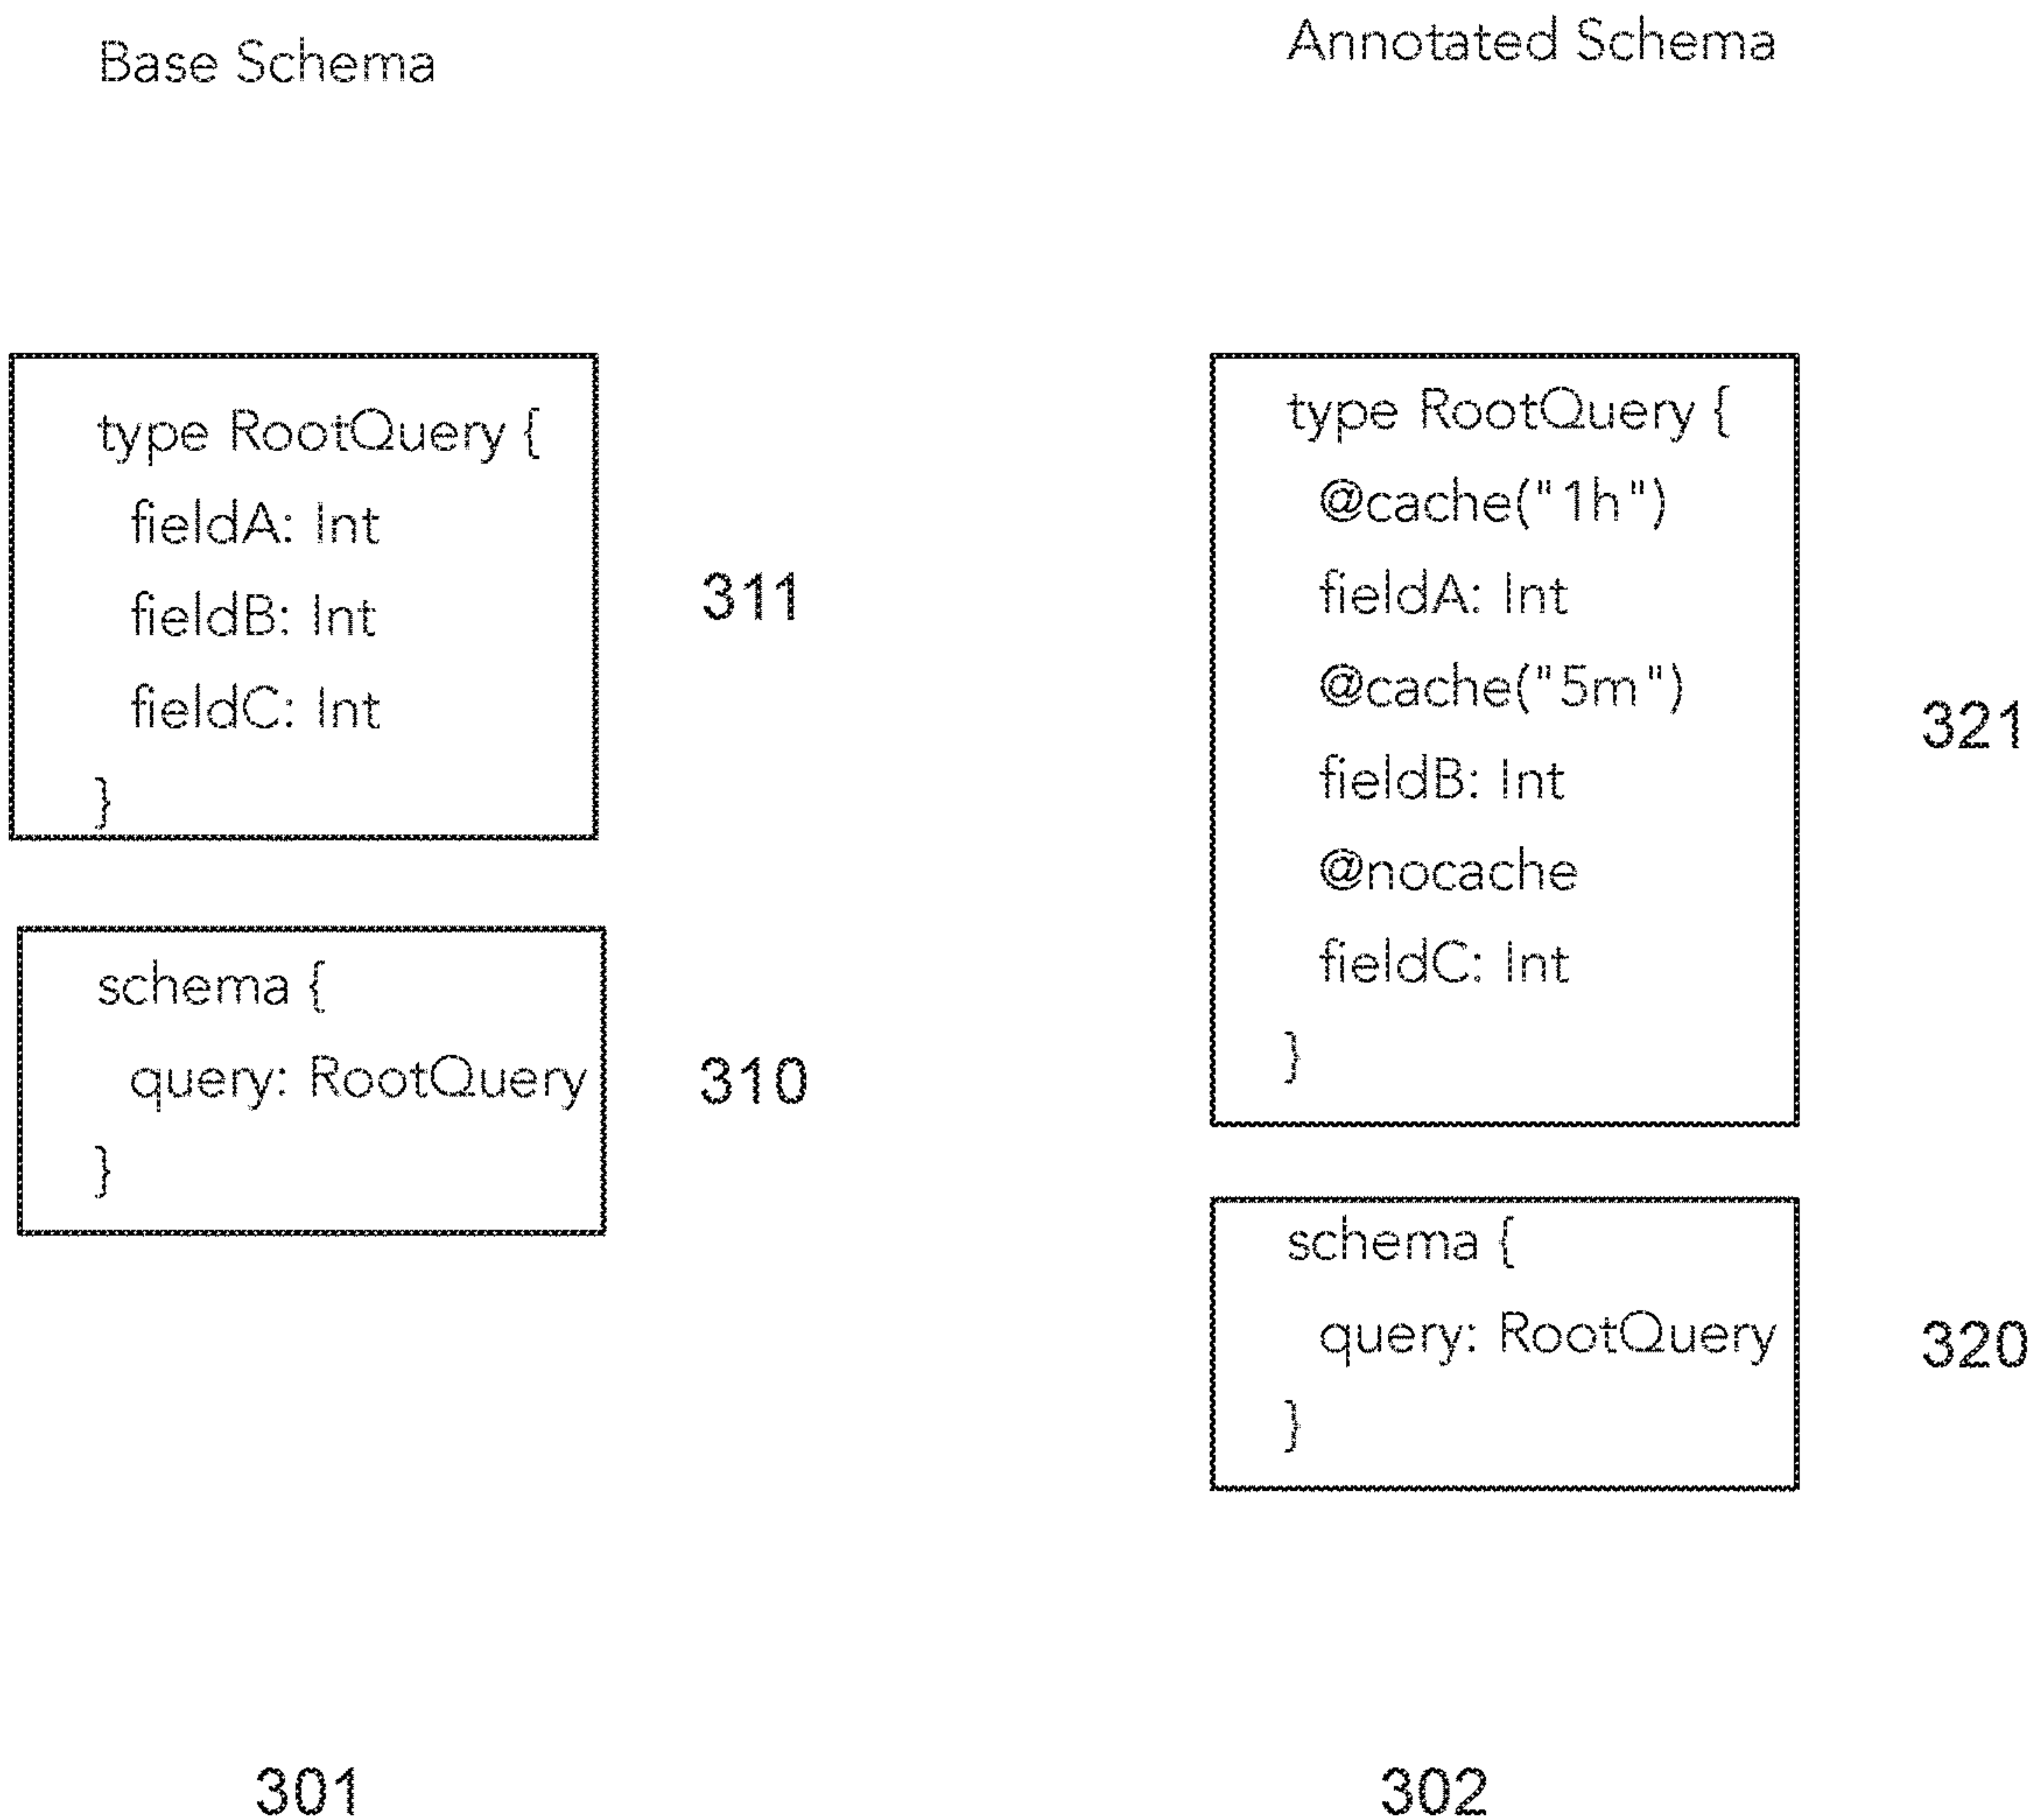 Base Schema
type RootQuery {
fieldA: Int
fieldB: Int
fieldC: Int
}
311
schema {
query: RootQuery
}
310
301
Annotated Schema
type RootQuery {
@cache("1h")
fieldA: Int
@cache("5m")
fieldB: Int
@nocache
fieldC: Int
}
321
schema {
query: RootQuery
}
320
302